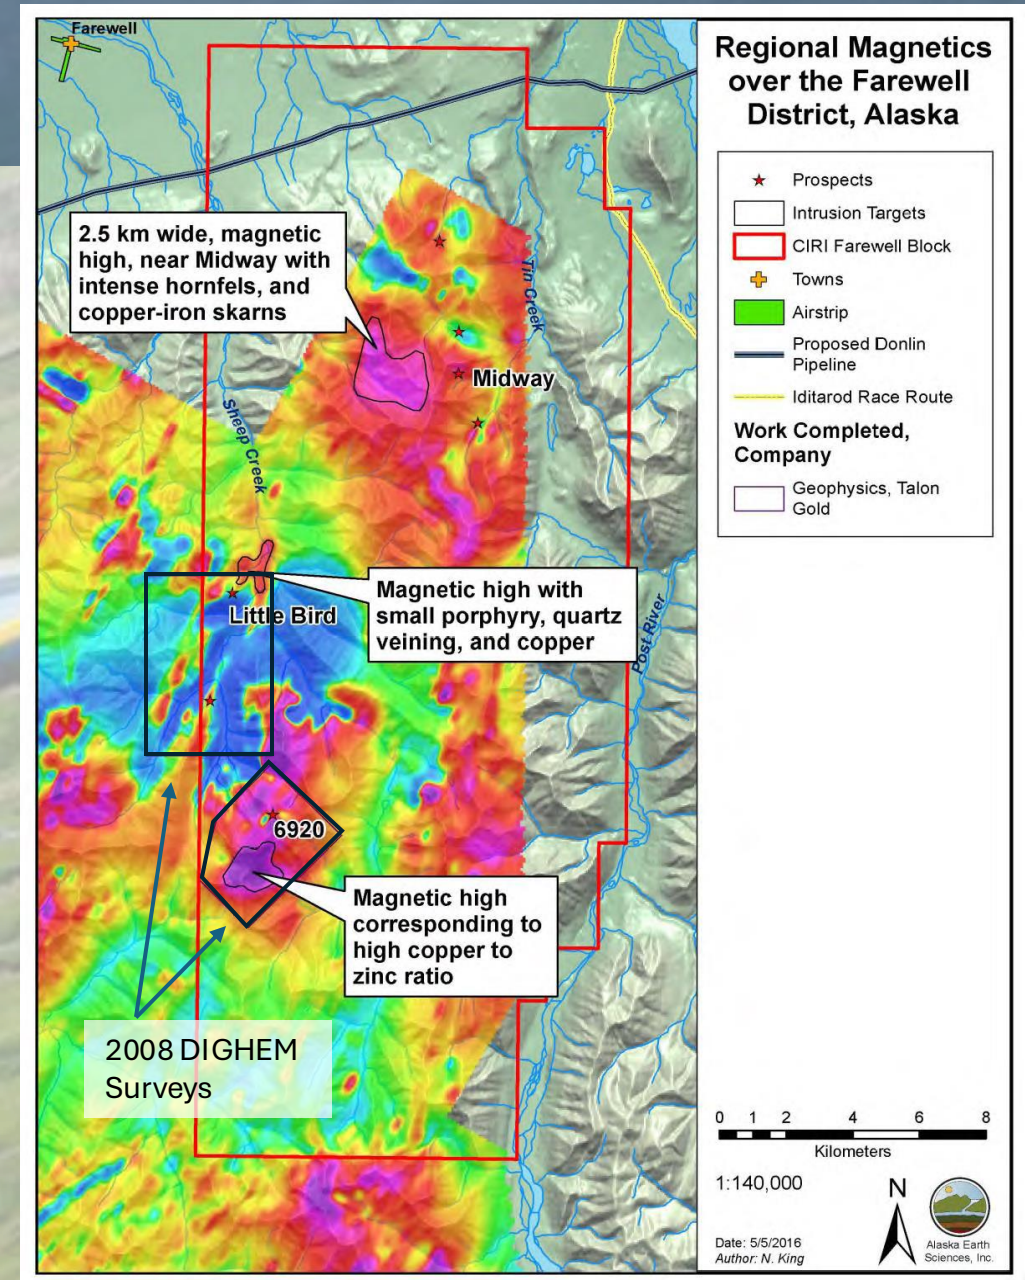 Farewell
Regional Magnetics
over the Farewell
District, Alaska
Prospects
Intrusion Targets
CIRI Farewell Block
Towns
Airstrip
Proposed Donlin
Pipeline
Iditarod Race Route
Work Completed,
Company
Geophysics, Talon
Gold
2.5 km wide, magnetic
high, near Midway with
intense hornfels, and
copper-iron skarns
Tin Creek
Midway
Sheep Creek
Magnetic high with
small porphyry, quartz
veining, and copper
Little Bird
Post River
6920
Magnetic high
corresponding to
high copper to
zinc ratio
2008 DIGHEM
Surveys
0 1 2 4 6 8
Kilometers
1:140,000
N
Date: 5/5/2016
Author: N. King
Alaska Earth
Sciences, Inc.